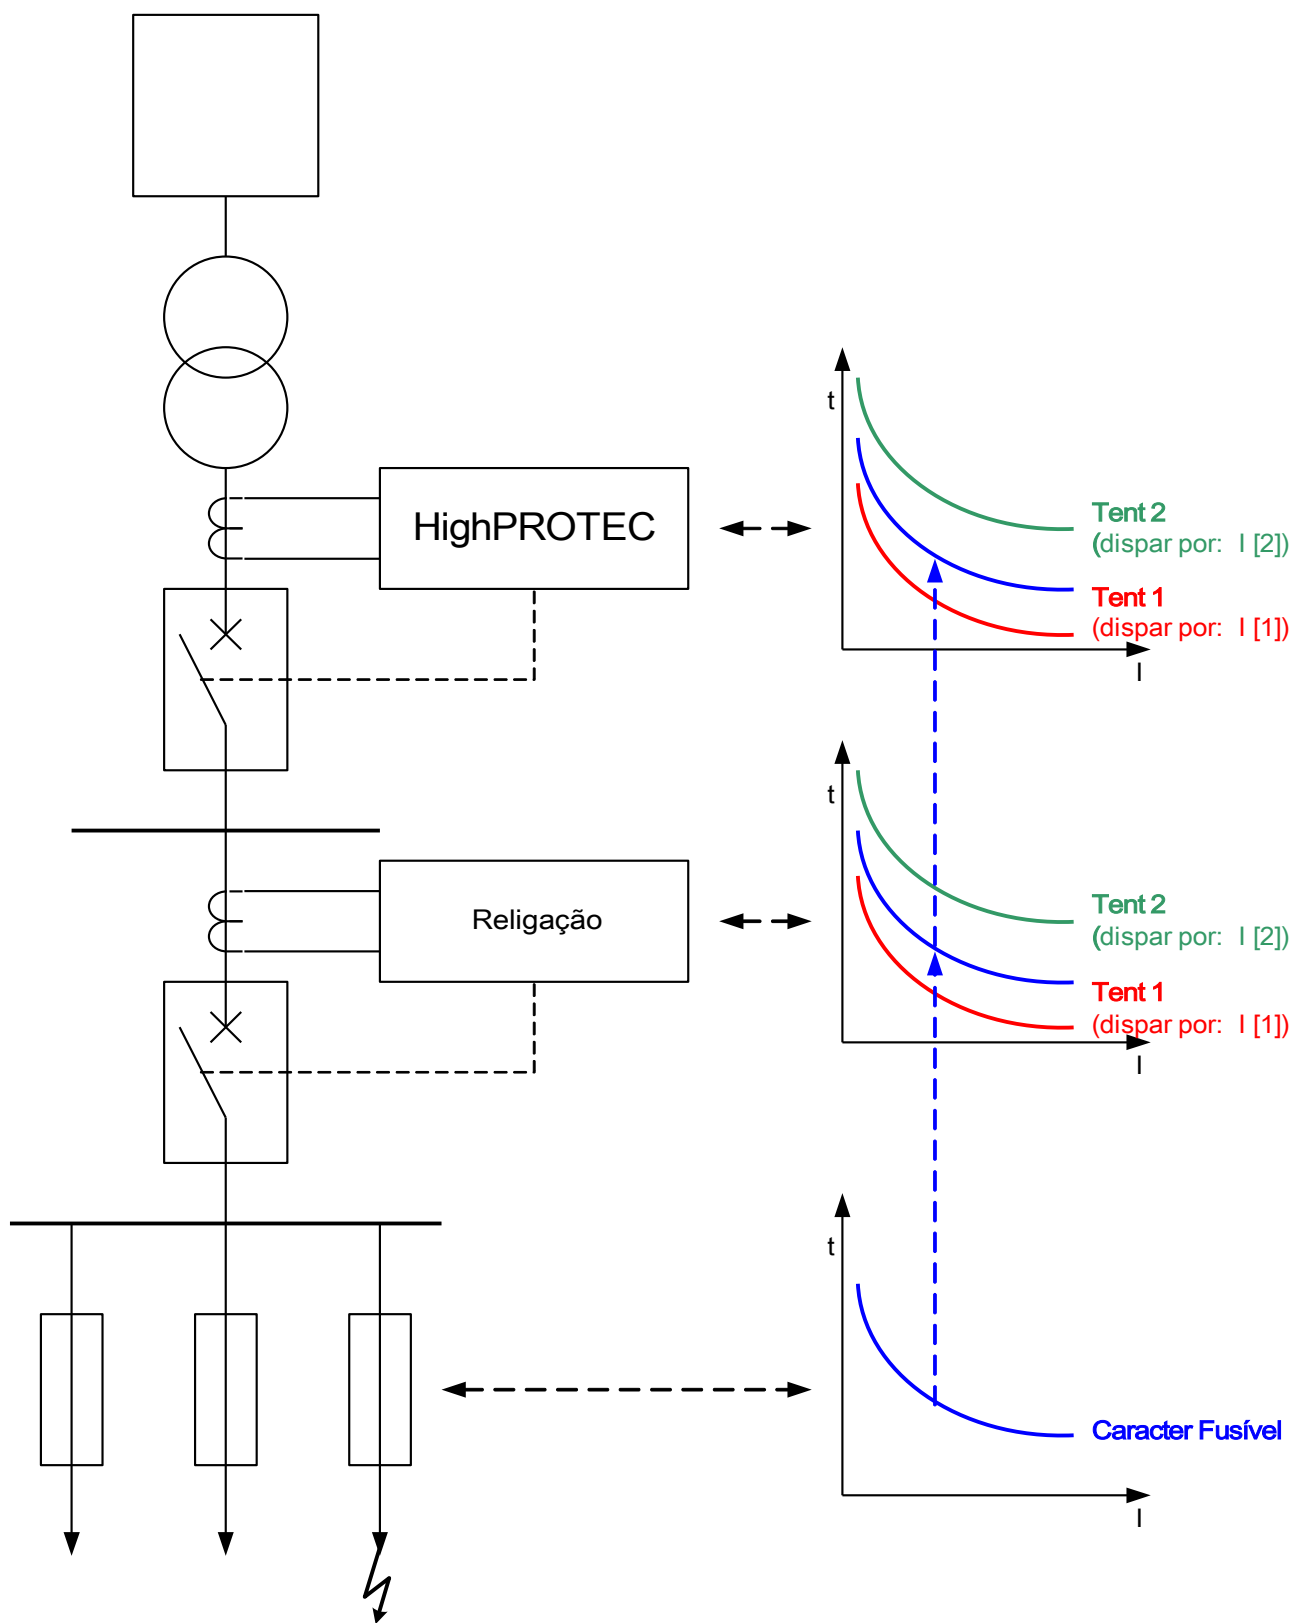 t
HighPROTEC
Tent 2
(dispar por: I [2])
Tent 1
(dispar por: I [1])
I
t
Religação
Tent 2
(dispar por: I [2])
Tent 1
(dispar por: I [1])
I
t
Caracter Fusível
I